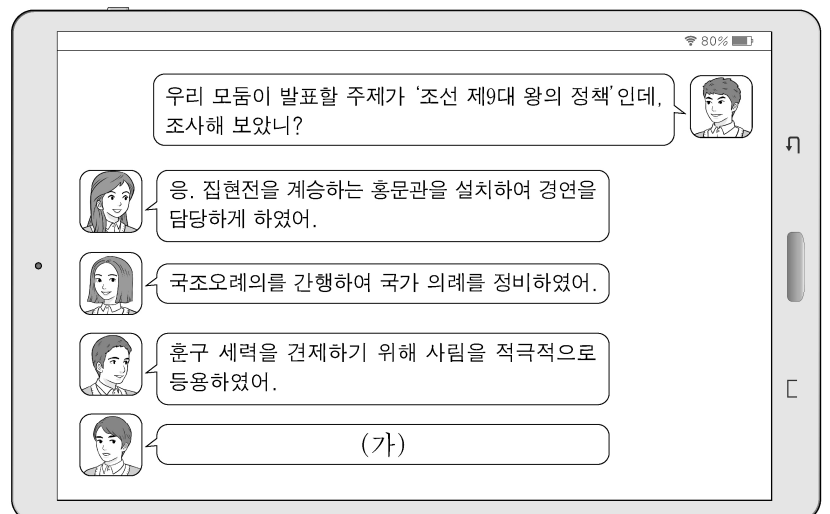 80%
우리 모둠이 발표할 주제가 ‘조선 제9대 왕의 정책’인데,
조사해 보았니?
응. 집현전을 계승하는 홍문관을 설치하여 경연을
담당하게 하였어.
국조오례의를 간행하여 국가 의례를 정비하였어.
훈구 세력을 견제하기 위해 사림을 적극적으로
등용하였어.
(가)